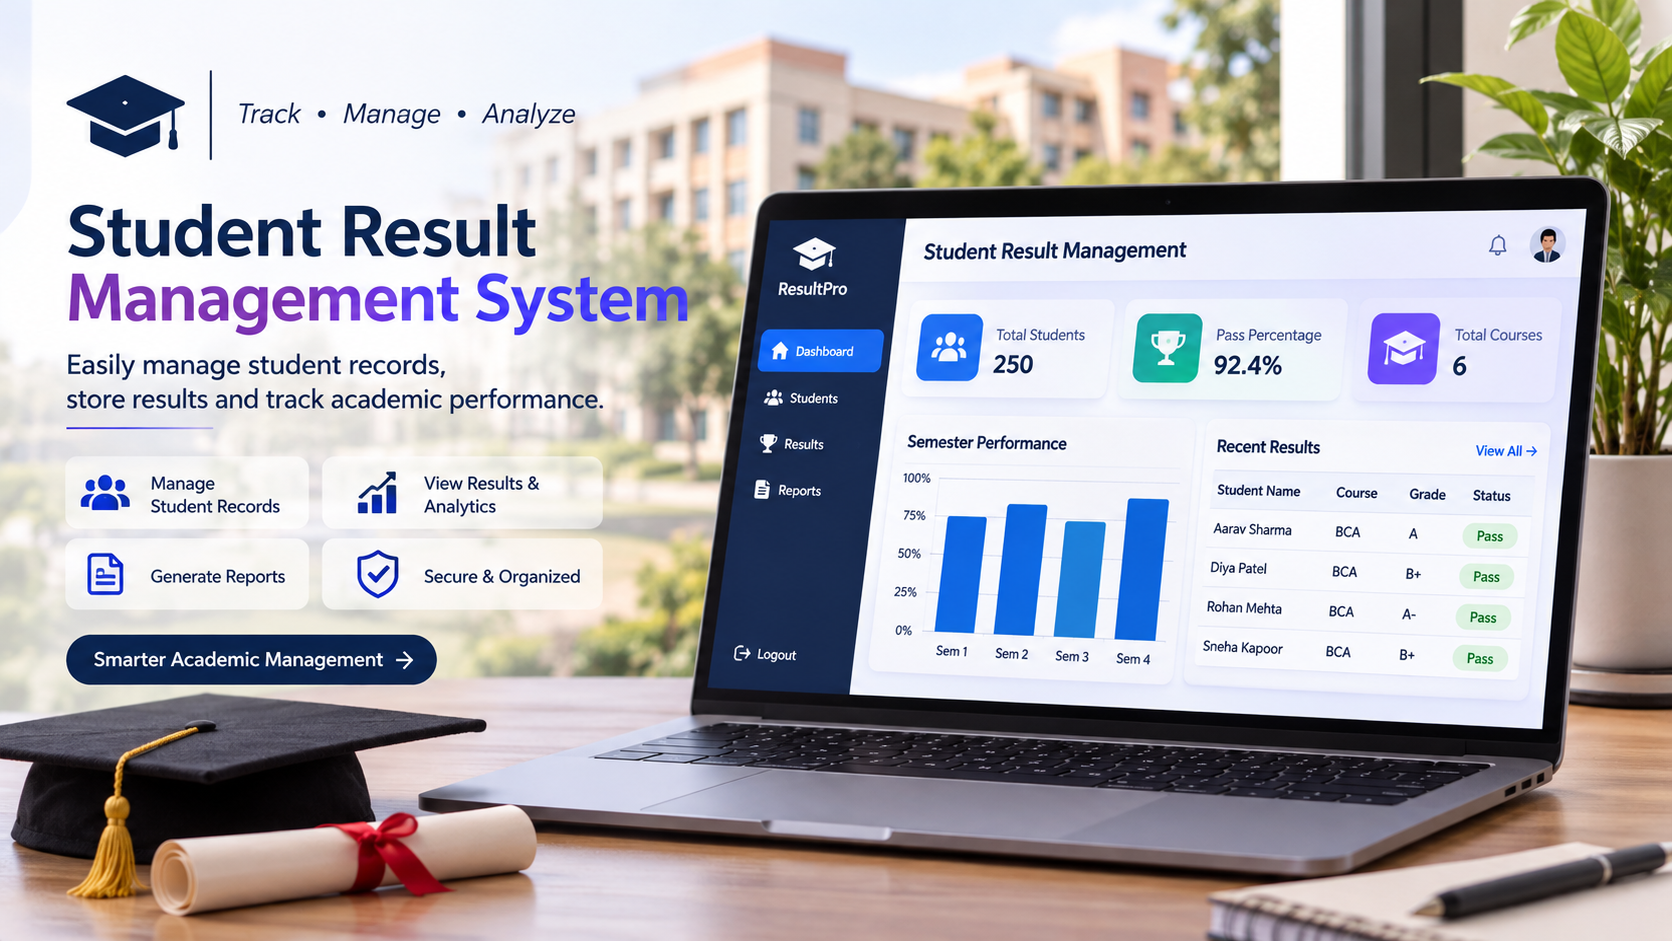 Track • Manage • Analyze
Student Result
Management System
Easily manage student records,
store results and track academic performance.
Manage
Student Records
View Results &
Analytics
Generate Reports
Secure & Organized
Smarter Academic Management →
ResultPro
Dashboard
Students
Results
Reports
Logout
Student Result Management
Total Students
250
Pass Percentage
92.4%
Total Courses
6
Semester Performance
100%
75%
50%
25%
0%
Sem 1 Sem 2 Sem 3 Sem 4
Recent Results
View All →
Student Name Course Grade Status
Aarav Sharma BCA A Pass
Diya Patel BCA B+ Pass
Rohan Mehta BCA A- Pass
Sneha Kapoor BCA B+ Pass